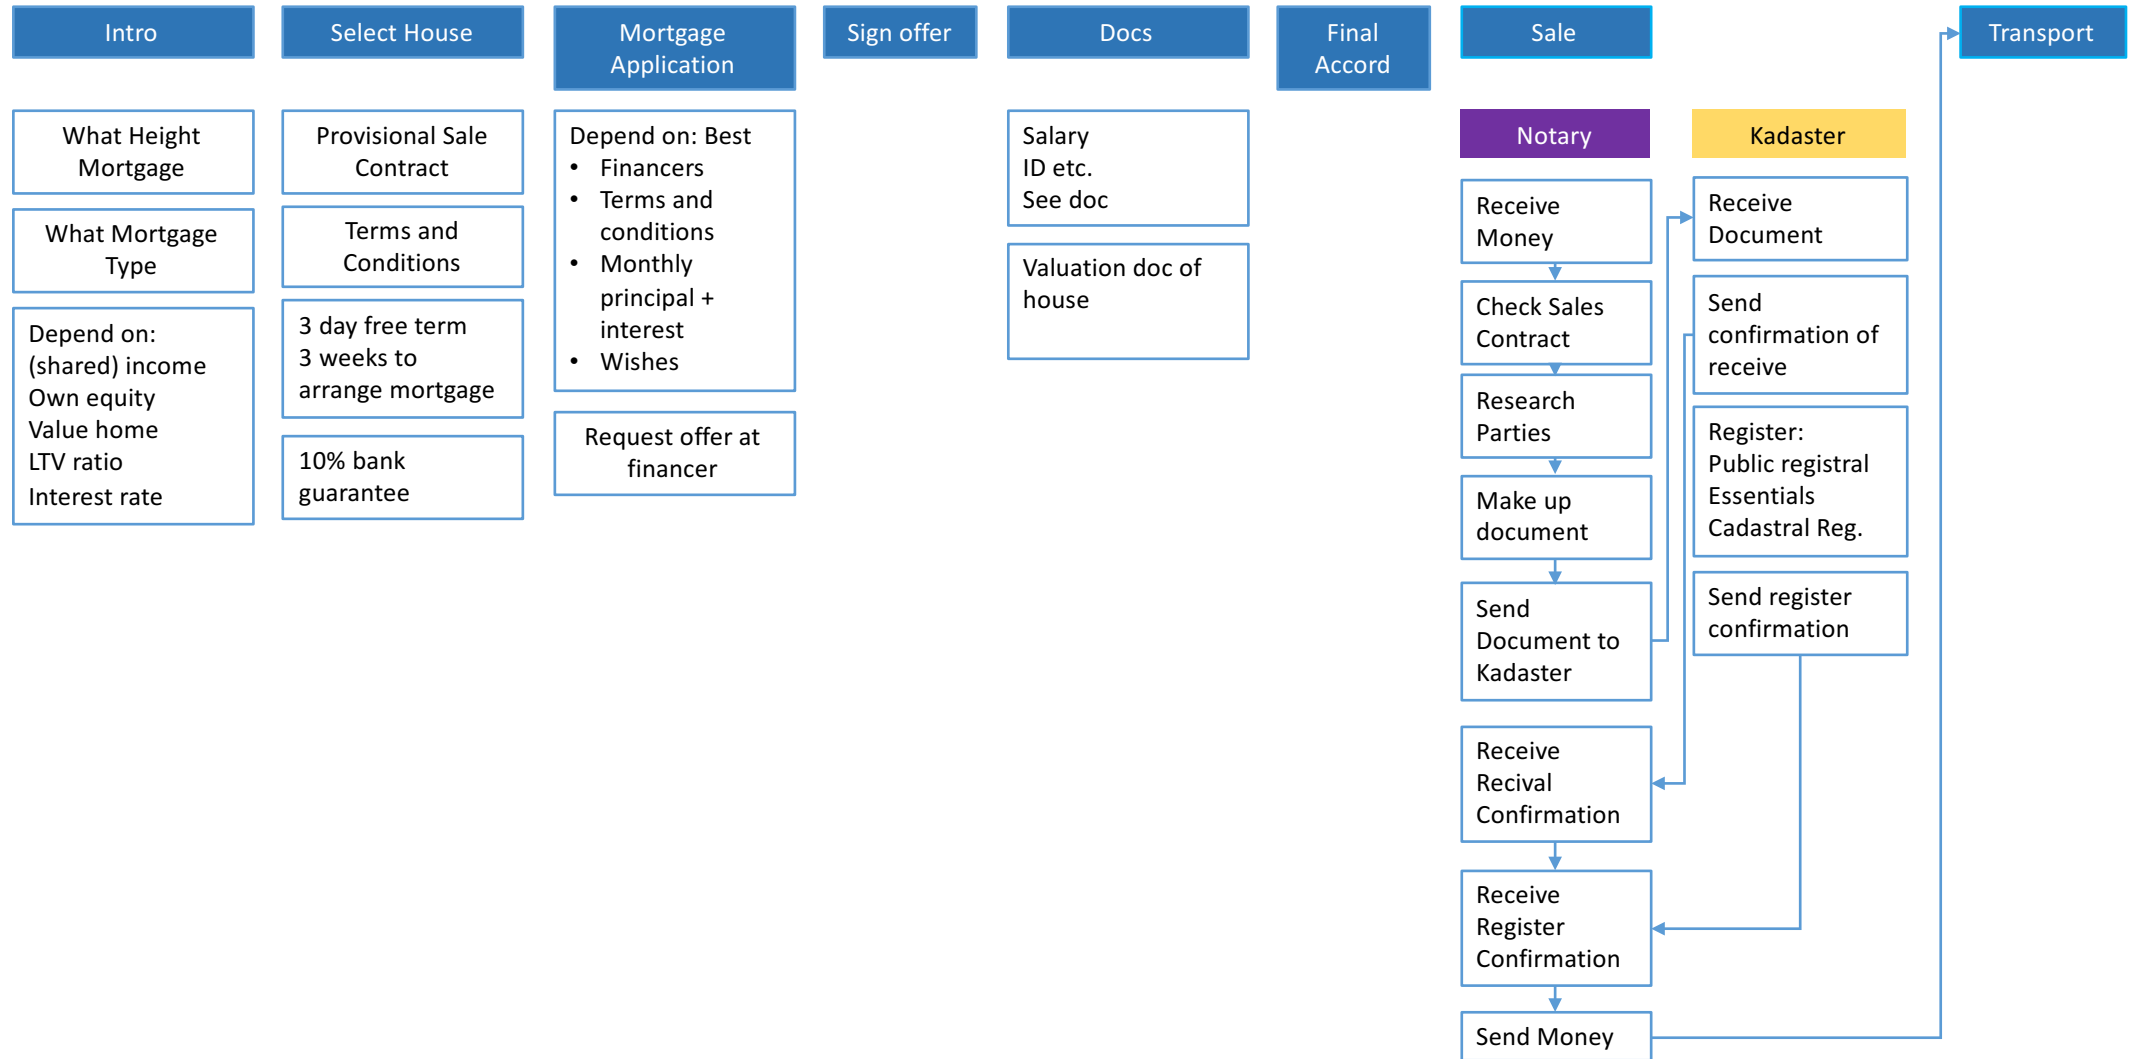 Intro
Select House
Mortgage
Application
Sign offer
Docs
Final
Accord
Sale
Transport
What Height
Mortgage
What Mortgage
Type
Depend on:
(shared) income
Own equity
Value home
LTV ratio
Interest rate
Provisional Sale
Contract
Terms and
Conditions
3 day free term
3 weeks to
arrange mortgage
10% bank
guarantee
Depend on: Best
• Financers
• Terms and
conditions
• Monthly
principal +
interest
• Wishes
Request offer at
financer
Salary
ID etc.
See doc
Valuation doc of
house
Notary
Receive
Money
Check Sales
Contract
Research
Parties
Make up
document
Send
Document to
Kadaster
Receive
Recival
Confirmation
Receive
Register
Confirmation
Send Money
Kadaster
Receive
Document
Send
confirmation of
receive
Register:
Public registral
Essentials
Cadastral Reg.
Send register
confirmation